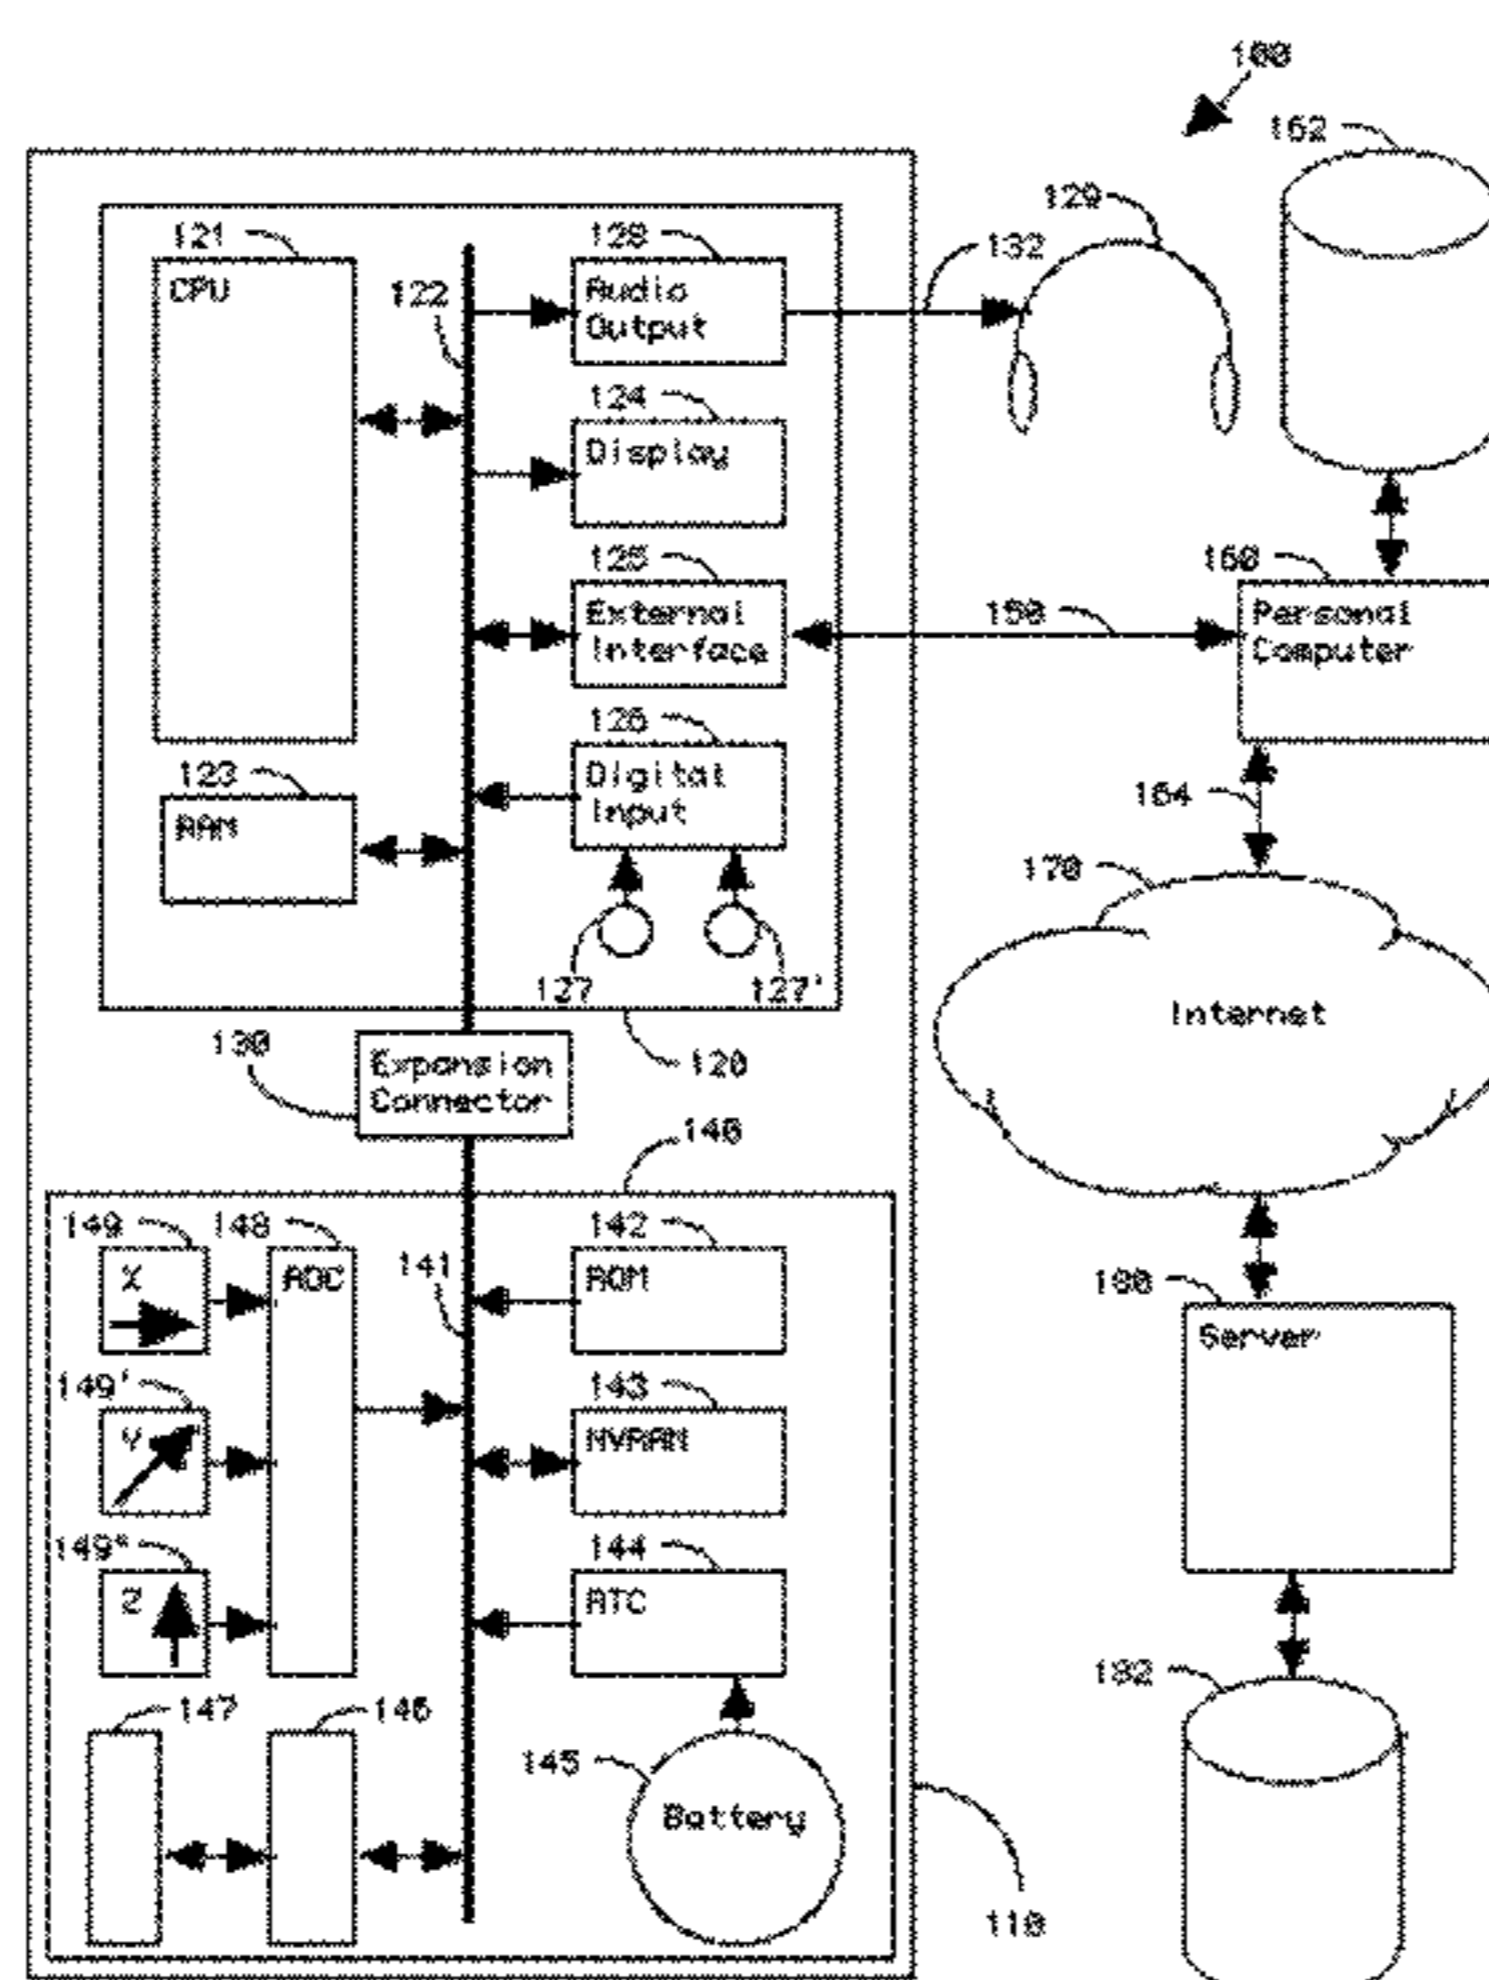 100
162
129
121
128
132
CPU
122
Audio
Output
124
Display
125
160
External
Interface
150
Personal
Computer
126
123
Digital
Input
164
RAM
170
127
127'
Internet
130
Expansion
Connector
120
140
149
148
142
X
ADC
141
ROM
180
Server
149'
143
Y
NVRAM
149"
144
Z
RTC
182
147
146
145
Battery
110